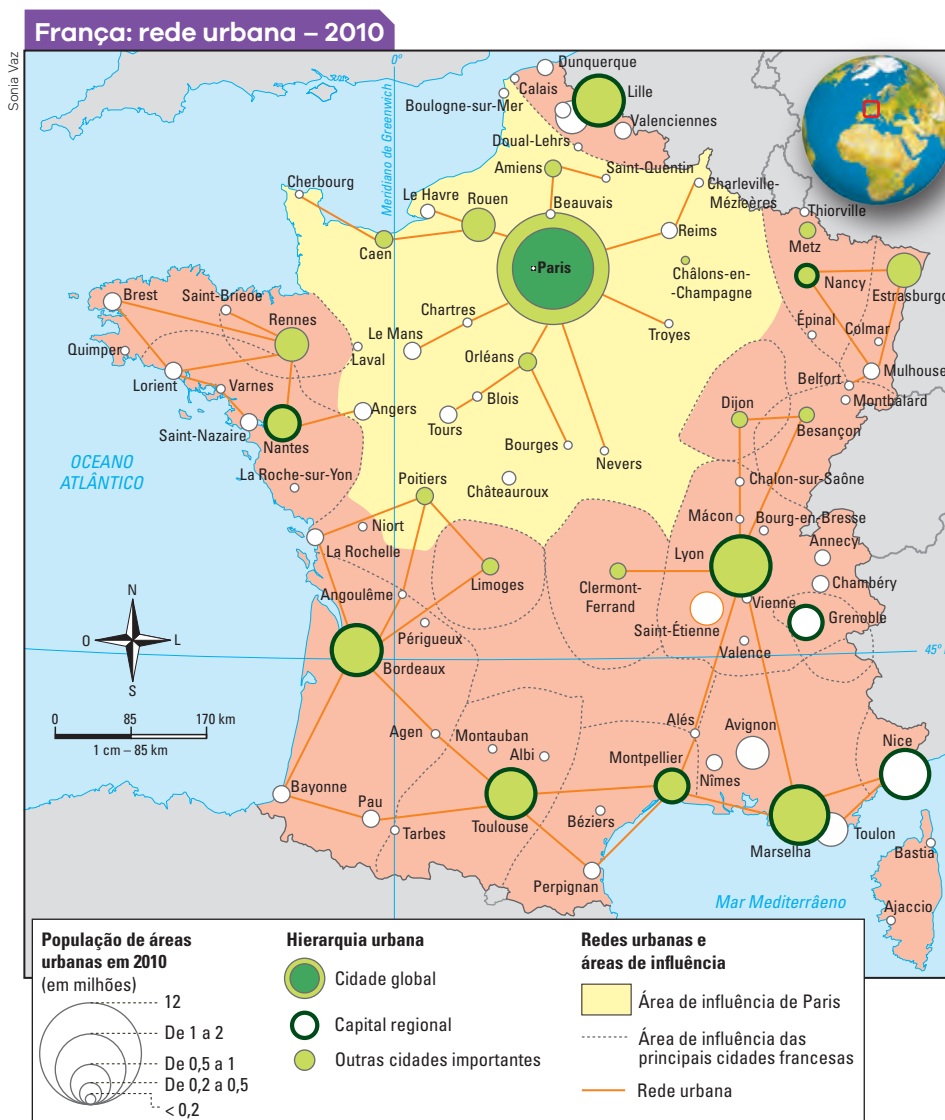 França: rede urbana – 2010
Sonia Vaz
Meridiano de Greenwich
0°
Dunquerque
Calais
Lille
Boulogne-sur-Mer
Valenciennes
Doual-Lehrs
Amiens
Saint-Quentin
Cherbourg
Le Havre
Rouen
Beauvais
Charleville-
Mézibères
Thiorville
Reims
Metz
Caen
Paris
Châlons-en-
-Champagne
Nancy
Estrasburgo
Brest
Saint-Brieoe
Chartres
Rennes
Le Mans
Troyes
Épinal
Colmar
Quimper
Laval
Orléans
Lorient
Varnes
Belfort
Mulhouse
Blois
Dijon
Montbalard
Angers
Saint-Nazaire
Nantes
Tours
Besançon
Bourges
Nevers
OCEANO
ATLÂNTICO
La Roche-sur-Yon
Poitiers
Châteauroux
Chalon-sur-Saône
Mácon
Bourg-en-Bresse
Niort
La Rochelle
Lyon
Annecy
Limoges
Clermont-
Ferrand
Chambéry
Angoulême
Vienne
Grenoble
N
O
L
S
Périgueux
Saint-Étienne
Valence
Bordeaux
45°
0
85
170 km
1 cm – 85 km
Agen
Montauban
Alés
Avignon
Albi
Montpellier
Nice
Nîmes
Bayonne
Pau
Toulouse
Béziers
Tarbes
Marselha
Toulon
Bastia
Perpignan
Mar Mediterrâeno
Ajaccio
População de áreas
urbanas em 2010
(em milhões)
12
De 1 a 2
De 0,5 a 1
De 0,2 a 0,5
< 0,2
Hierarquia urbana
Cidade global
Capital regional
Outras cidades importantes
Redes urbanas e
áreas de influência
Área de influência de Paris
Área de influência das
principais cidades francesas
Rede urbana